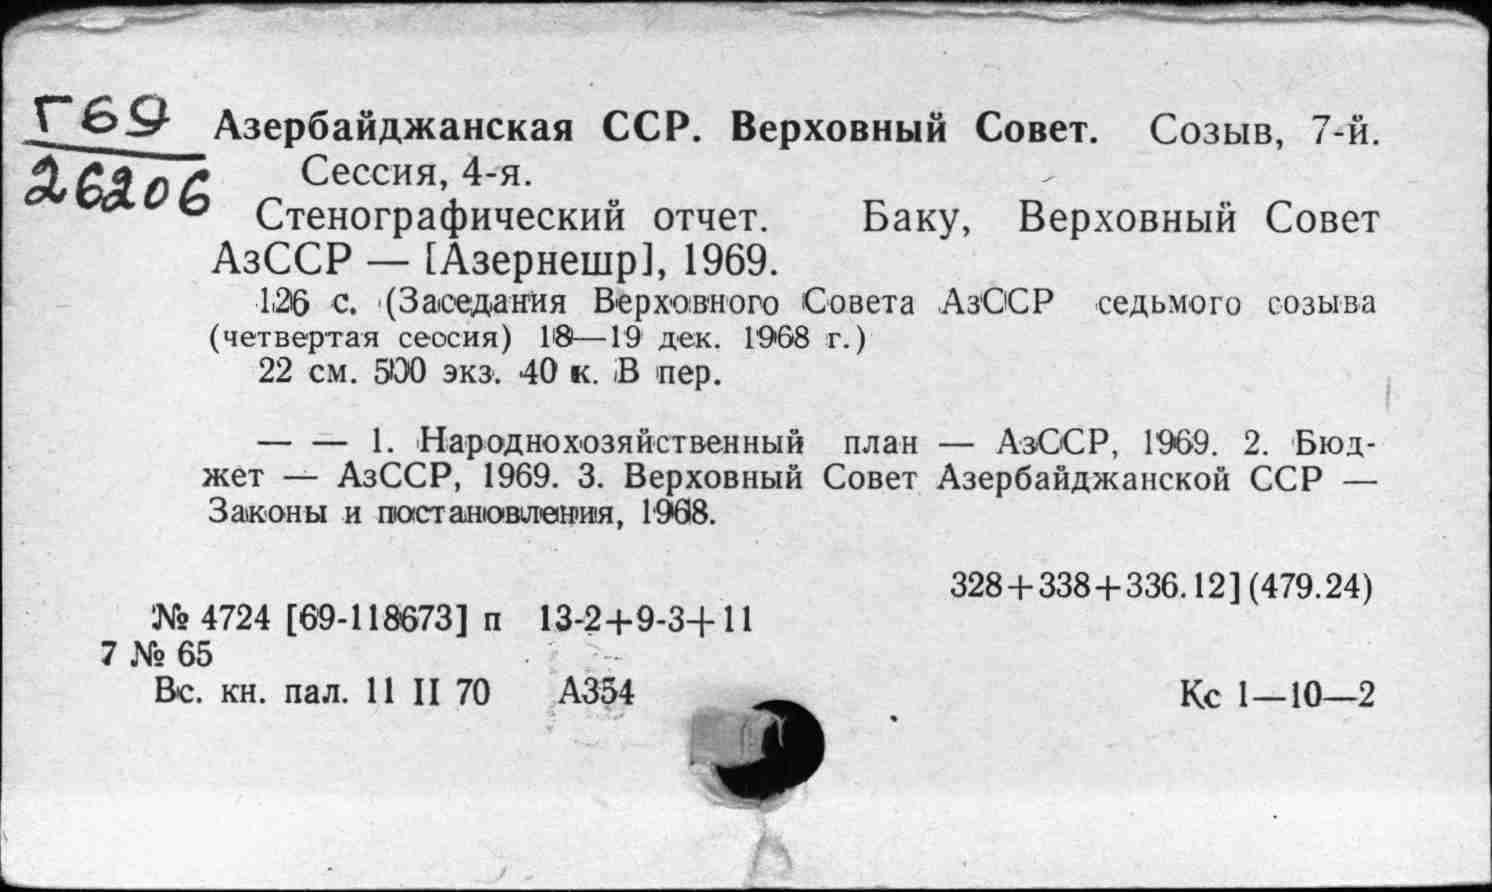 Г69
26206
Азербайджанская ССР. Верховный Совет. Созыв, 7-й.
Сессия, 4-я.
Стенографический отчет. Баку, Верховный Совет
АзССР — [Азернешр], 1969.
126 с. (Заседания Верховного Совета АзССР седьмого созыва
(четвертая сессия) 18—19 дек. 1968 г.)
22 см. 500 экз. 40 к. В пер.
— — 1. Народнохозяйственный план — АзССР, 1969. 2. Бюд-
жет — АзССР, 1969. 3. Верховный Совет Азербайджанской ССР —
Законы и постановления, 1968.
328+338+336.12] (479.24)
№ 4724 [69-118673] п 13-2+9-3+11
7 № 65
Вс. кн. пал. 11 II 70 А354 Кс 1—10—2